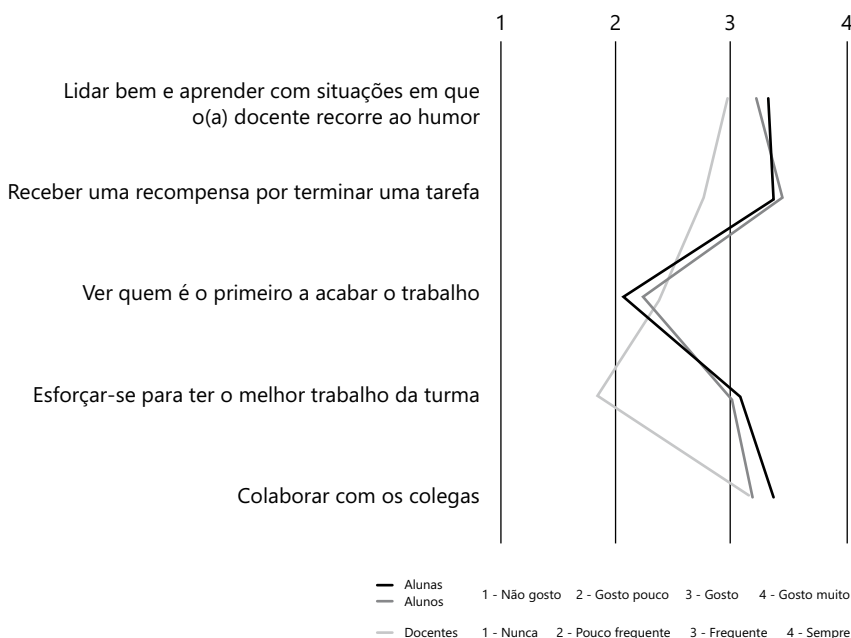 1 2 3 4
Lidar bem e aprender com situações em que
o(a) docente recorre ao humor
Receber uma recompensa por terminar uma tarefa
Ver quem é o primeiro a acabar o trabalho
Esforçar-se para ter o melhor trabalho da turma
Colaborar com os colegas
Alunas
Alunos
1 - Não gosto 2 - Gosto pouco 3 - Gosto 4 - Gosto muito
Docentes 1 - Nunca 2 - Pouco frequente 3 - Frequente 4 - Sempre